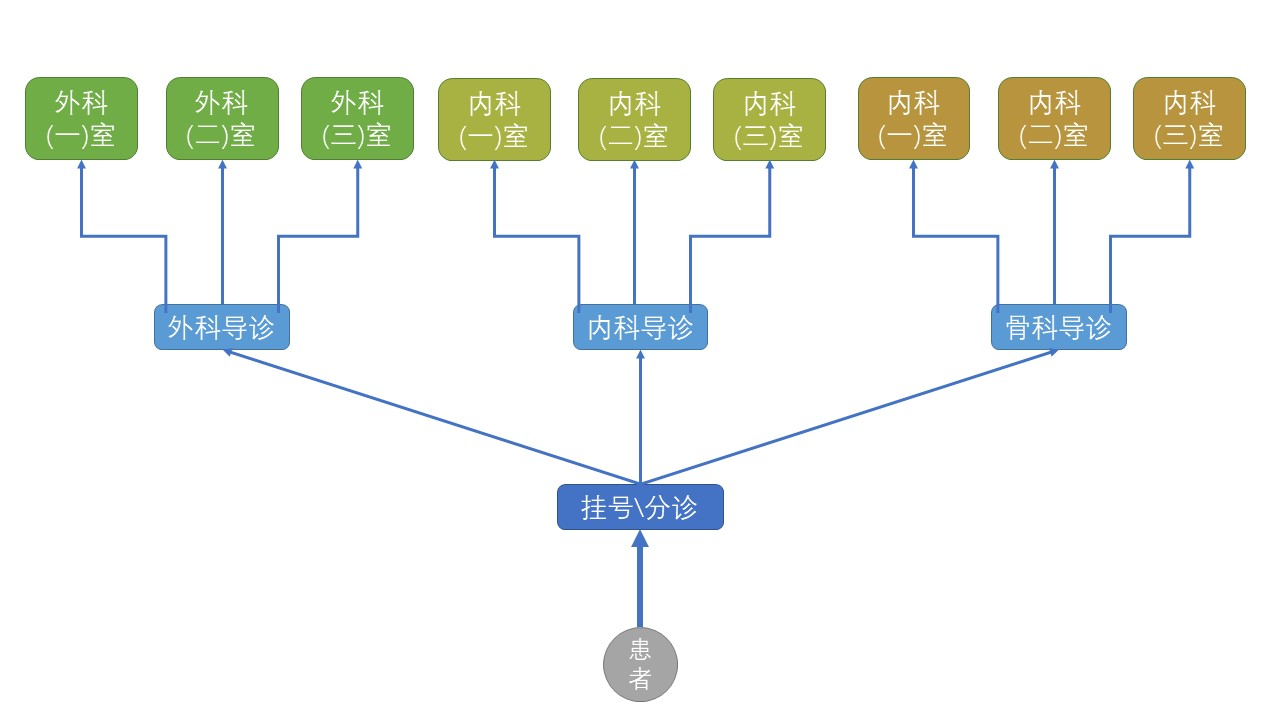 外科
(一)室
外科
(二)室
外科
(三)室
内科
(一)室
内科
(二)室
内科
(三)室
内科
(一)室
内科
(二)室
内科
(三)室
外科导诊
内科导诊
骨科导诊
挂号\分诊
患
者